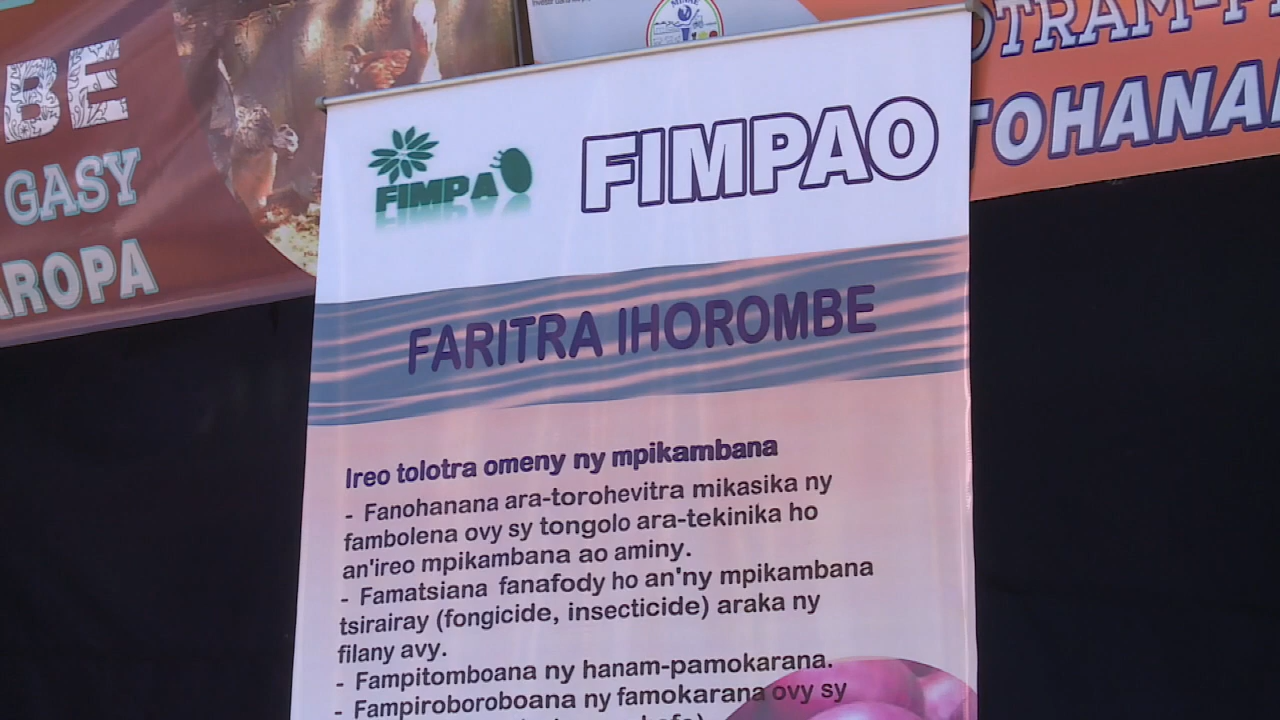 BE
GASY
AROPA
MINAE
OTRAM-P
TOHANA
FIMPAO
FIMPAO
FARITRA IHOROMBE
Ireo tolotra omeny ny mpikambana
- Fanohanana ara-torohevitra mikasika ny
fambolena ovy sy tongolo ara-tekinika ho
an'ireo mpikambana ao aminy.
- Famatsiana fanafody ho an'ny mpikambana
tsirairay (fongicide, insecticide) araka ny
filany avy.
- Fampitomboana ny hanam-pamokarana.
- Fampiroboroboana ny famokarana ovy sy